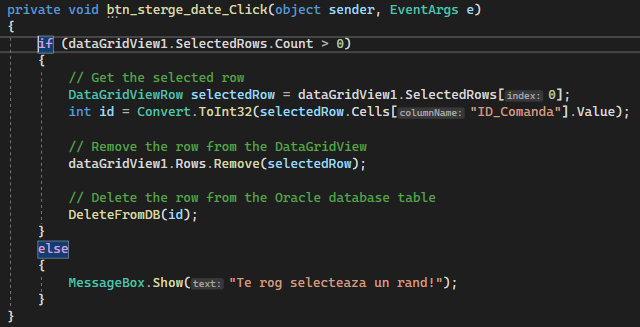 private void btn_sterge_date_Click(object sender, EventArgs e)
{
if (dataGridView1.SelectedRows.Count > 0)
{
// Get the selected row
DataGridViewRow selectedRow = dataGridView1.SelectedRows[index: 0];
int id = Convert.ToInt32(selectedRow.Cells[columnName: "ID_Comanda"].Value);
// Remove the row from the DataGridView
dataGridView1.Rows.Remove(selectedRow);
// Delete the row from the Oracle database table
DeleteFromDB(id);
}
else
{
MessageBox.Show(text: "Te rog selecteaza un rand!");
}
}